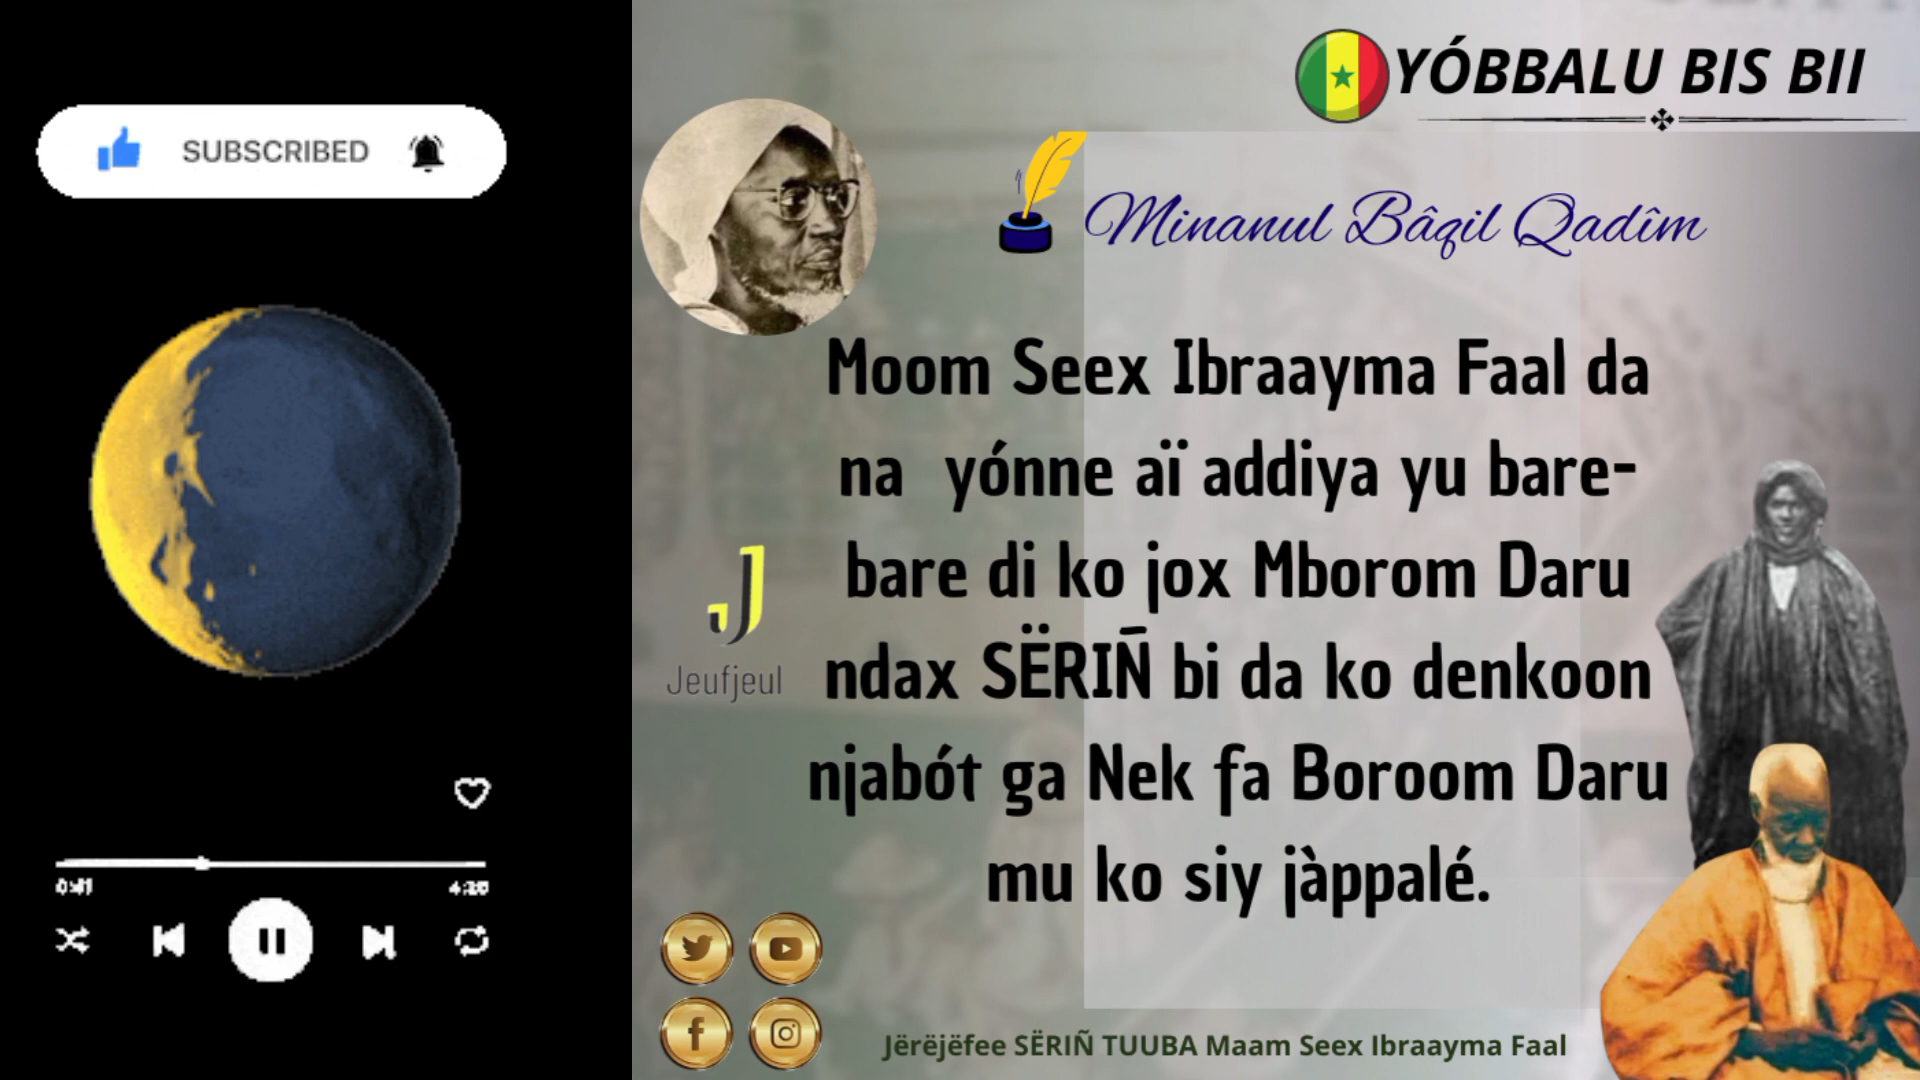 SUBSCRIBED
4:20
YÓBBALU BIS BII
Minanul Bâqil Qadîm
Moom Seex Ibraayma Faal da
na yónne aï addiya yu bare-
bare di ko jox Mborom Daru
ndax SËRIÑ bi da ko denkoon
njabót ga Nek fa Boroom Daru
mu ko siy jàppalé.
J
Jeufjeul
Jërëjëfee SËRIÑ TUUBA Maam Seex Ibraayma Faal